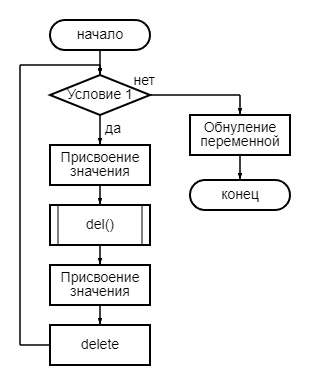 начало
нет
Условие 1
да
Присвоение
значения
Обнуление
переменной
del()
конец
Присвоение
значения
delete